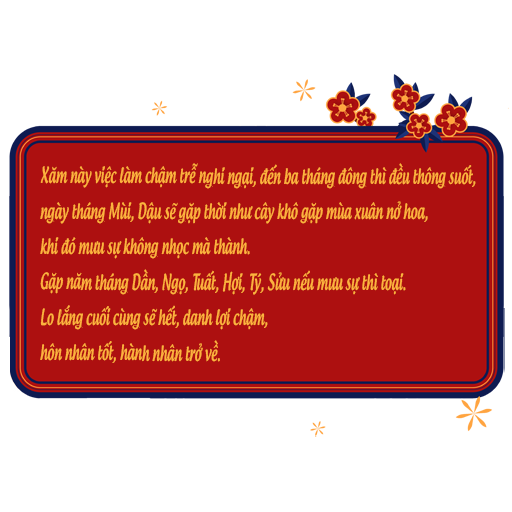 Xăm này việc làm chậm trễ nghi ngại, đến ba tháng đông thì đều thông suốt,
ngày tháng Mùi, Dậu sẽ gặp thời như cây khô gặp mùa xuân nở hoa,
khi đó mưu sự không nhọc mà thành.
Gặp năm tháng Dần, Ngọ, Tuất, Hợi, Tý, Sửu nếu mưu sự thì toại.
Lo lắng cuối cùng sẽ hết, danh lợi chậm,
hôn nhân tốt, hành nhân trở về.